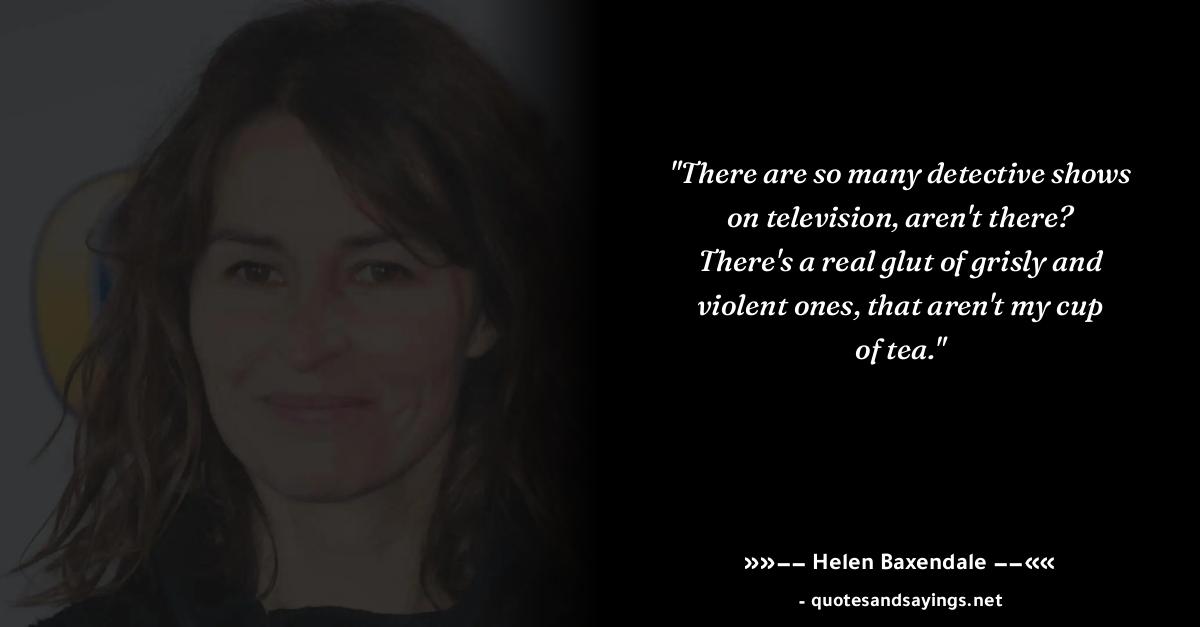 "There are so many detective shows
on television, aren't there?
There's a real glut of grisly and
violent ones, that aren't my cup
of tea."
»»−− Helen Baxendale −−««
- quotesandsayings.net